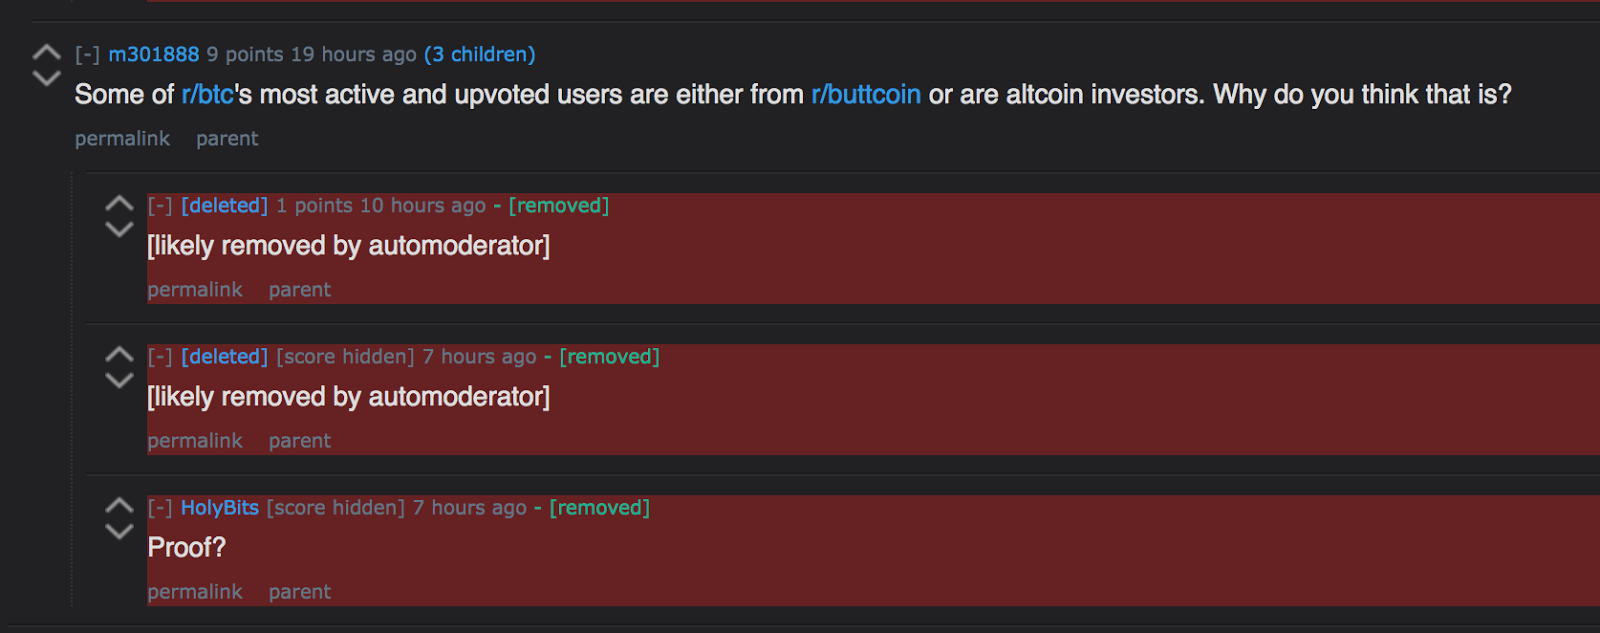 [-] m301888 9 points 19 hours ago (3 children)
Some of r/btc's most active and upvoted users are either from r/buttcoin or are altcoin investors. Why do you think that is?
permalink parent
[-] [deleted] 1 points 10 hours ago - [removed]
[likely removed by automoderator]
permalink parent
[-] [deleted] [score hidden] 7 hours ago - [removed]
[likely removed by automoderator]
permalink parent
[-] HolyBits [score hidden] 7 hours ago - [removed]
Proof?
permalink parent